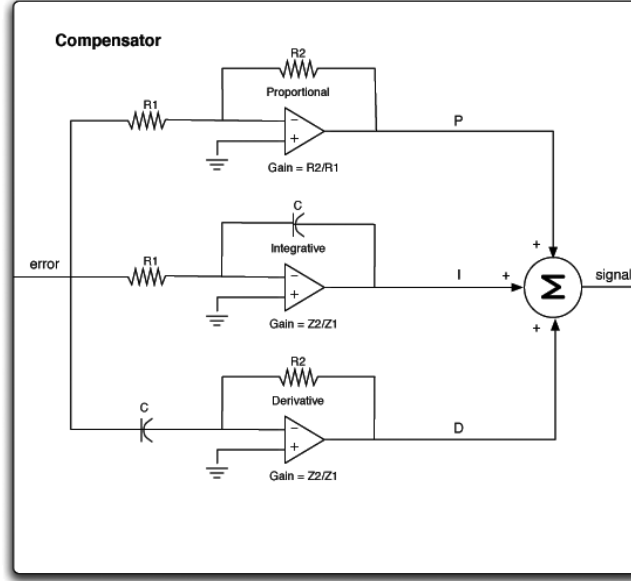 Compensator
R2
R1
Proportional
−
+
P
Gain = R2/R1
+
C
error
R1
Integrative
−
+
I
+
Σ
signal
Gain = Z2/Z1
+
R2
C
Derivative
−
+
D
Gain = Z2/Z1